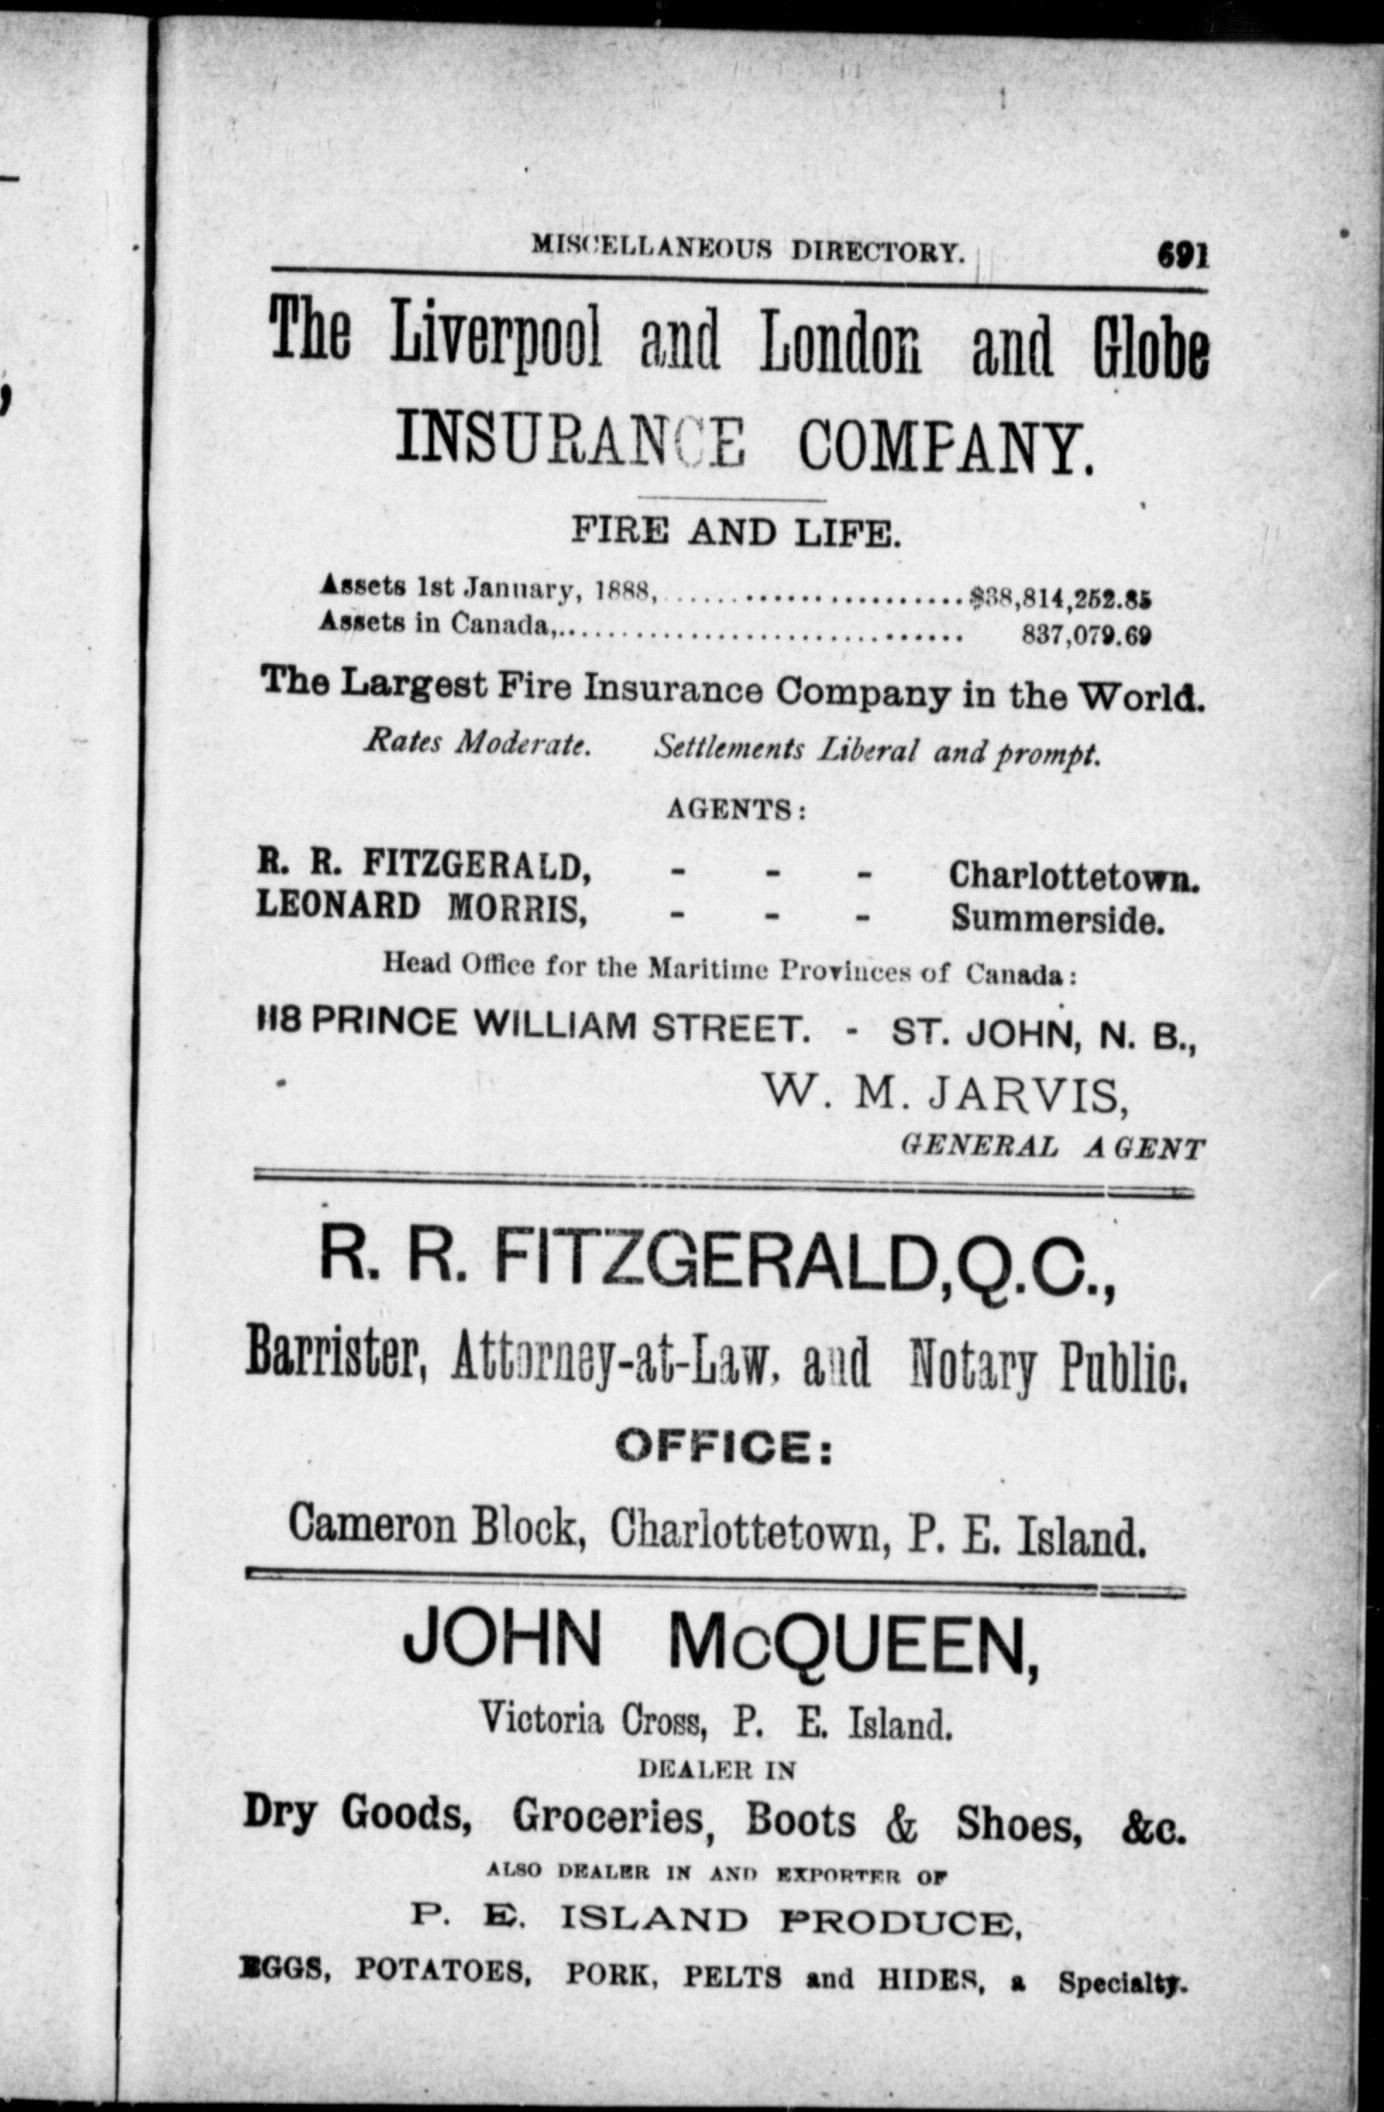 MISCELLANEOUS DIRECTORY. 691
The Liverpool and London and Globe
INSURANCE COMPANY.
FIRE AND LIFE.
Assets 1st January, 1888,............................$38,814,252.85
Assets in Canada,................................. 837,079.69
The Largest Fire Insurance Company in the World.
Rates Moderate. Settlements Liberal and prompt.
AGENTS:
R. R. FITZGERALD, - - - Charlottetown.
LEONARD MORRIS, - - - Summerside.
Head Office for the Maritime Provinces of Canada:
118 PRINCE WILLIAM STREET. - ST. JOHN, N. B.,
W. M. JARVIS,
GENERAL AGENT
R. R. FITZGERALD, Q.C.,
Barrister, Attorney-at-Law, and Notary Public.
OFFICE:
Cameron Block, Charlottetown, P. E. Island.
JOHN McQUEEN,
Victoria Cross, P. E. Island.
DEALER IN
Dry Goods, Groceries, Boots & Shoes, &c.
ALSO DEALER IN AND EXPORTER OF
P. E. ISLAND PRODUCE,
EGGS, POTATOES, PORK, PELTS and HIDES, a Specialty.